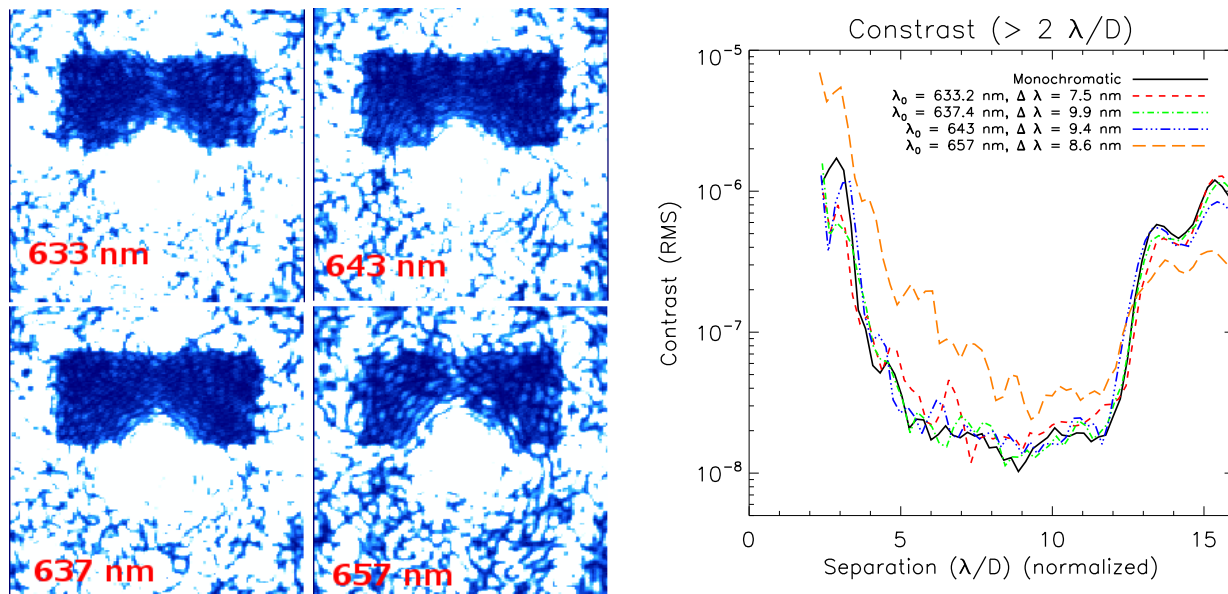 633 nm
643 nm
637 nm
657 nm
Constrast (> 2 λ/D)
Monochromatic
λ₀ = 633.2 nm, Δ λ = 7.5 nm
λ₀ = 637.4 nm, Δ λ = 9.9 nm
λ₀ = 643 nm, Δ λ = 9.4 nm
λ₀ = 657 nm, Δ λ = 8.6 nm
Contrast (RMS)
10⁻⁵
10⁻⁶
10⁻⁷
10⁻⁸
0 5 10 15
Separation (λ/D) (normalized)